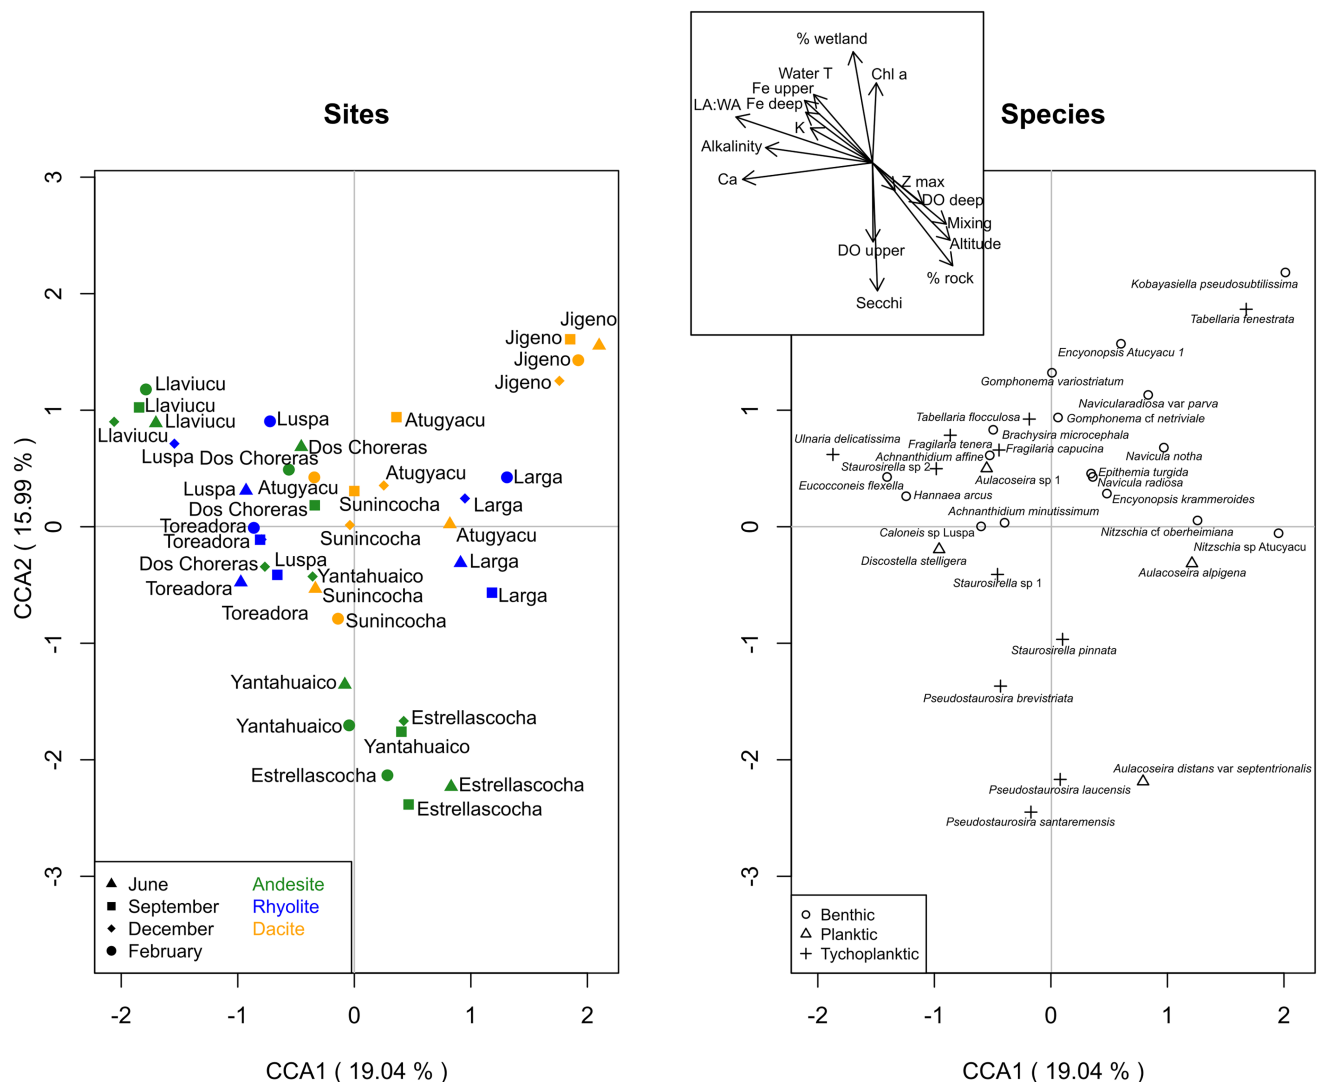 Sites
Species
% wetland
Water T
Chl a
Fe upper
LA:WA
Fe deep
K
Alkalinity
Ca
Z max
DO deep
Mixing
Altitude
DO upper
% rock
Secchi
CCA2 ( 15.99 % )
3
2
1
0
-1
-2
-3
Jigeno
Jigeno
Jigeno
Jigeno
Llaviucu
Llaviucu
Llaviucu
Llaviucu
Luspa
Atugyacu
Luspa
Dos Choreras
Dos Choreras
Atugyacu
Larga
Luspa
Atugyacu
Dos Choreras
Sunincocha
Larga
Toreadora
Toreadora
Sunincocha
Atugyacu
Dos Choreras
Luspa
Larga
Yantahuaico
Toreadora
Sunincocha
Larga
Toreadora
Sunincocha
Yantahuaico
Yantahuaico
Estrellascocha
Yantahuaico
Estrellascocha
Estrellascocha
Estrellascocha
June
Andesite
September
Rhyolite
December
Dacite
February
-2
-1
0
1
2
CCA1 ( 19.04 % )
1
0
-1
-2
-3
Kobayasiella pseudosubtilissima
Tabellaria fenestrata
Encyonopsis Atucyacu 1
Gomphonema variostriatum
Navicularadiosa var parva
Tabellaria flocculosa
Gomphonema cf netriviale
Ulnaria delicatissima
Brachysira microcephala
Fragilaria tenera
Fragilaria capucina
Achnanthidium affine
Navicula notha
Staurosirella sp 2
Epithemia turgida
Aulacoseira sp 1
Navicula radiosa
Eucocconeis flexella
Hannaea arcus
Encyonopsis krammeroides
Achnanthidium minutissimum
Caloneis sp Luspa
Nitzschia cf oberheimiana
Nitzschia sp Atucyacu
Discostella stelligera
Aulacoseira alpigena
Staurosirella sp 1
Staurosirella pinnata
Pseudostaurosira brevistriata
Aulacoseira distans var septentrionalis
Pseudostaurosira laucensis
Pseudostaurosira santaremensis
Benthic
Planktic
Tychoplanktic
-2
-1
0
1
2
CCA1 ( 19.04 % )